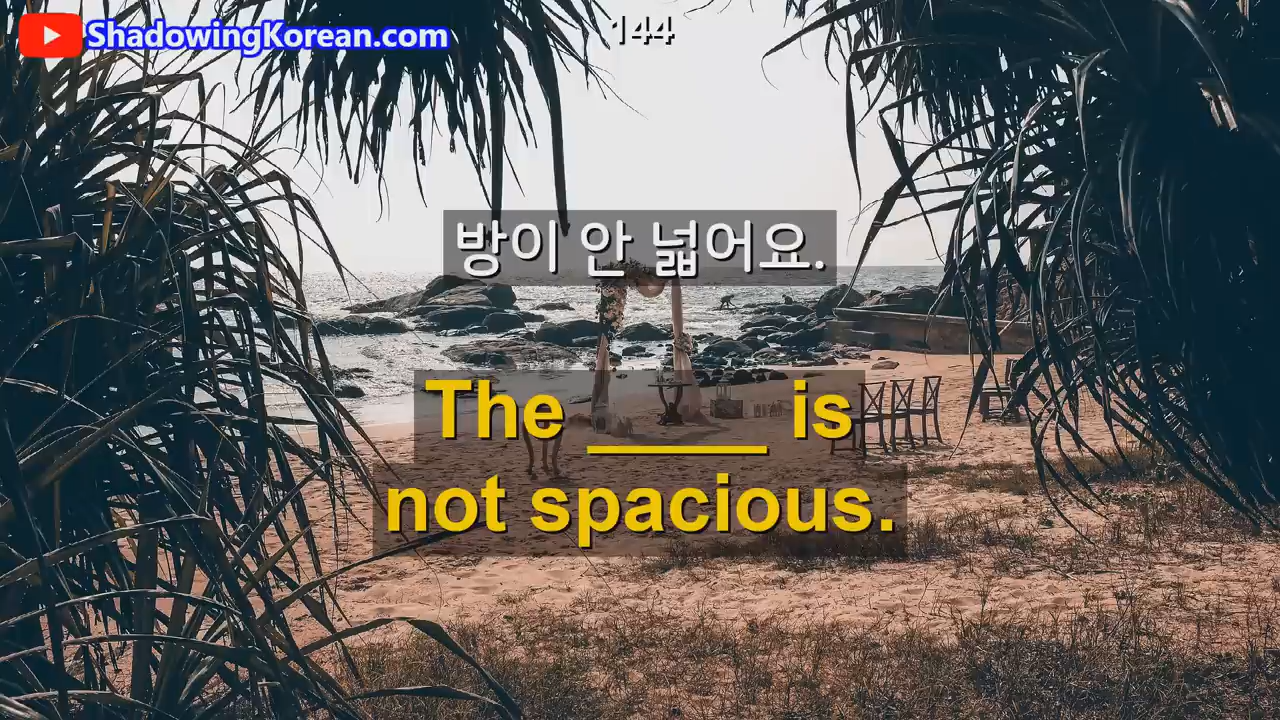 ShadowingKorean.com
144
방이 안 넓어요.
The ______ is
not spacious.